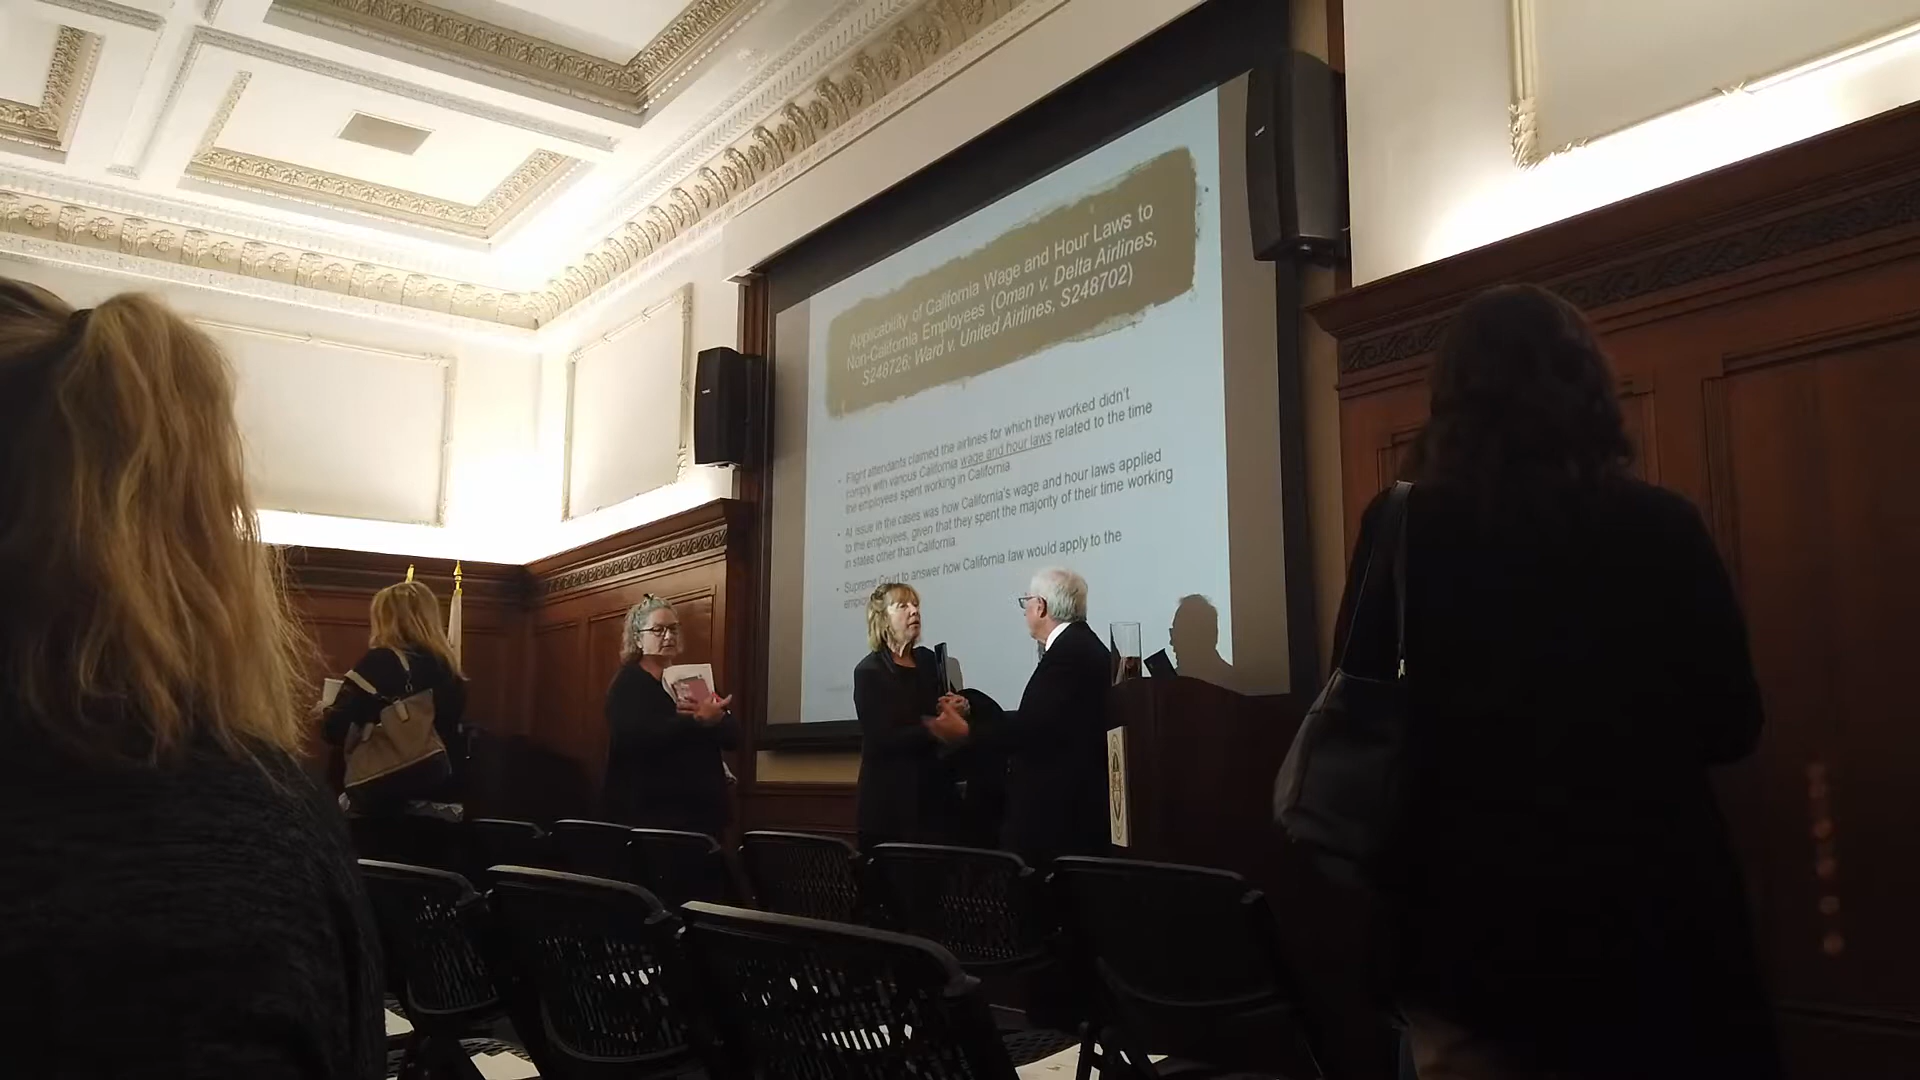 Applicability of California Wage and Hour Laws to
Non-California Employees (Oman v. Delta Airlines,
S248726; Ward v. United Airlines, S248702)
• Flight attendants claimed the airlines for which they worked didn't
comply with various California wage and hour laws related to the time
the employees spent working in California
• At issue in the cases was how California's wage and hour laws applied
to the employees, given that they spent the majority of their time working
in states other than California.
• Supreme Court to answer how California law would apply to the